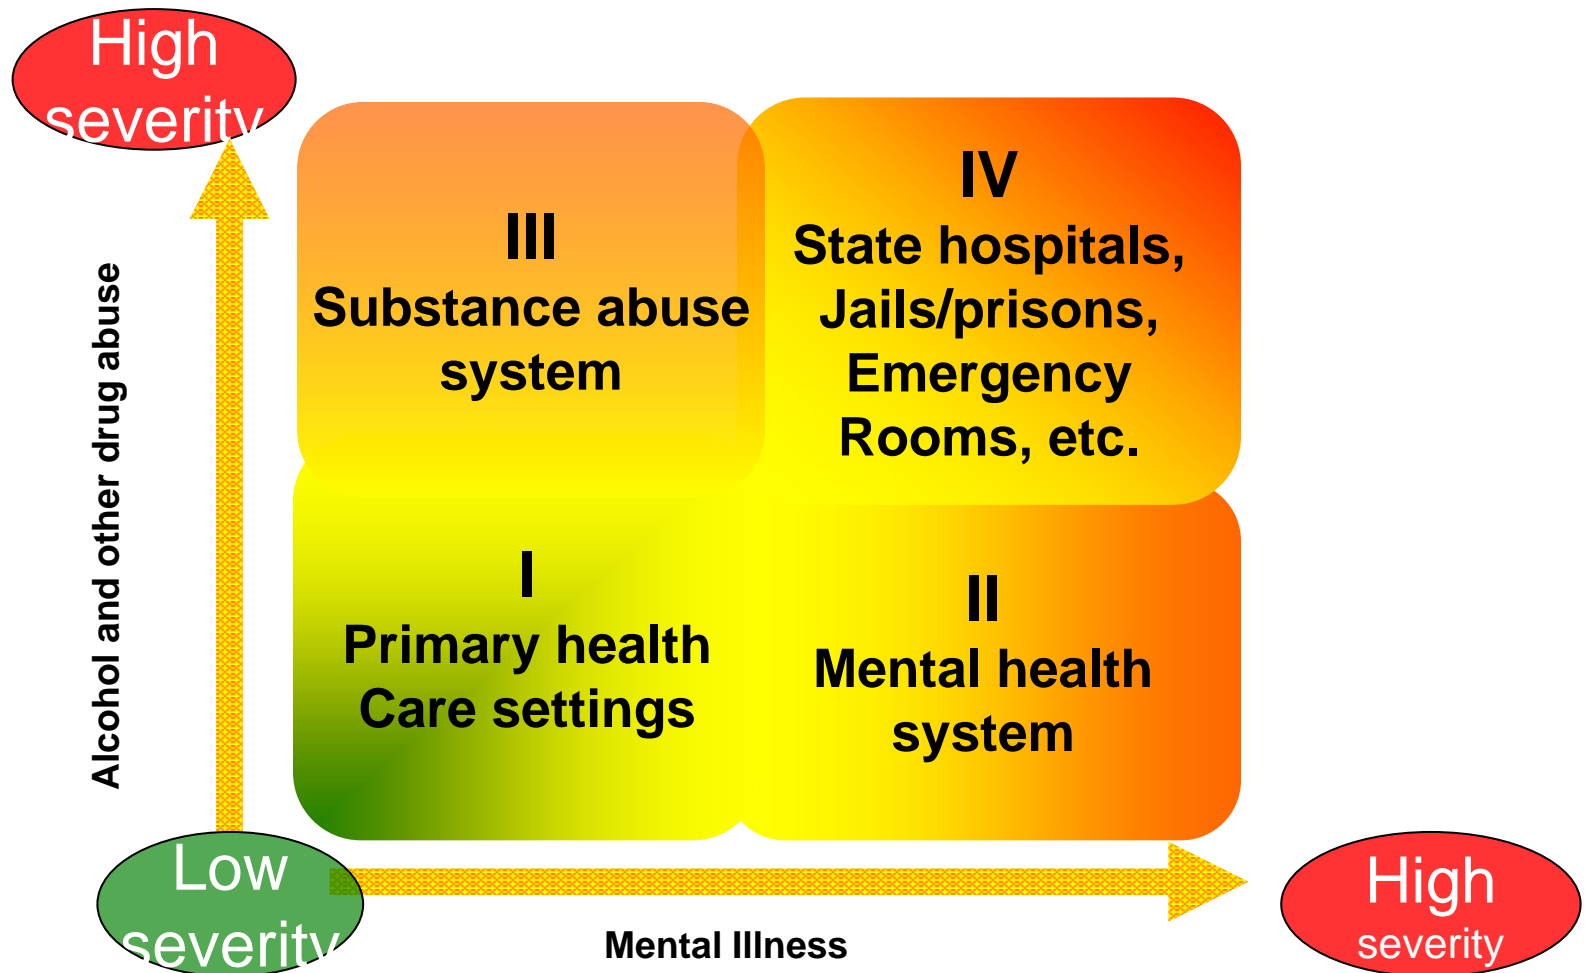 High
severity
III
Substance abuse
system
IV
State hospitals,
Jails/prisons,
Emergency
Rooms, etc.
Alcohol and other drug abuse
I
Primary health
Care settings
II
Mental health
system
Low
severity
Mental Illness
High
severity